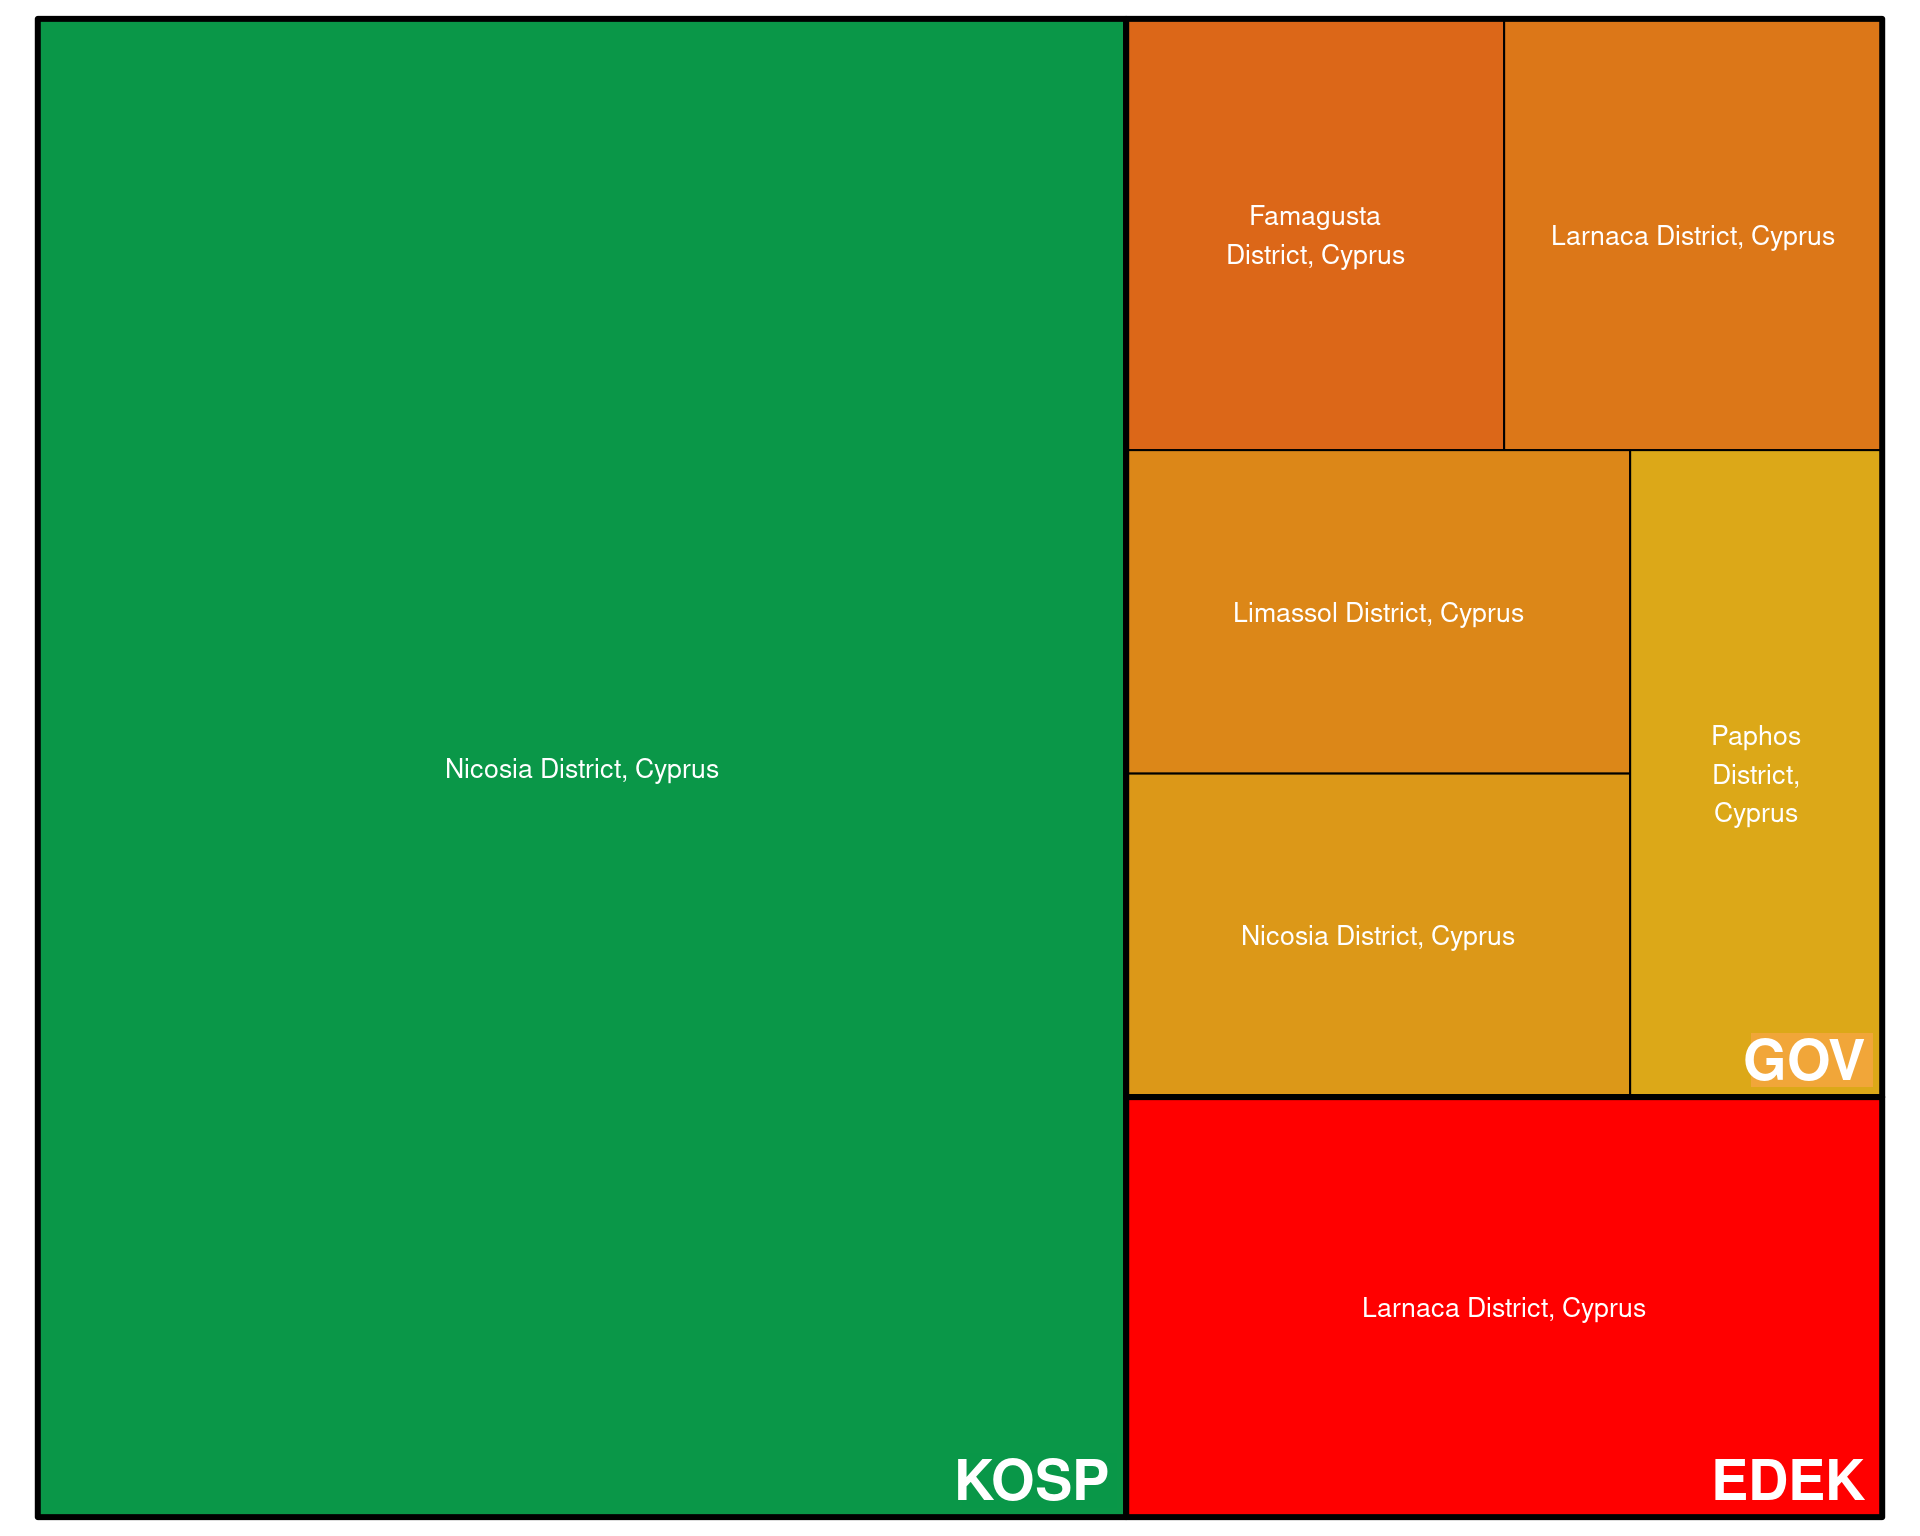 Nicosia District, Cyprus
KOSP
Famagusta
District, Cyprus
Larnaca District, Cyprus
Limassol District, Cyprus
Nicosia District, Cyprus
Paphos
District,
Cyprus
GOV
Larnaca District, Cyprus
EDEK